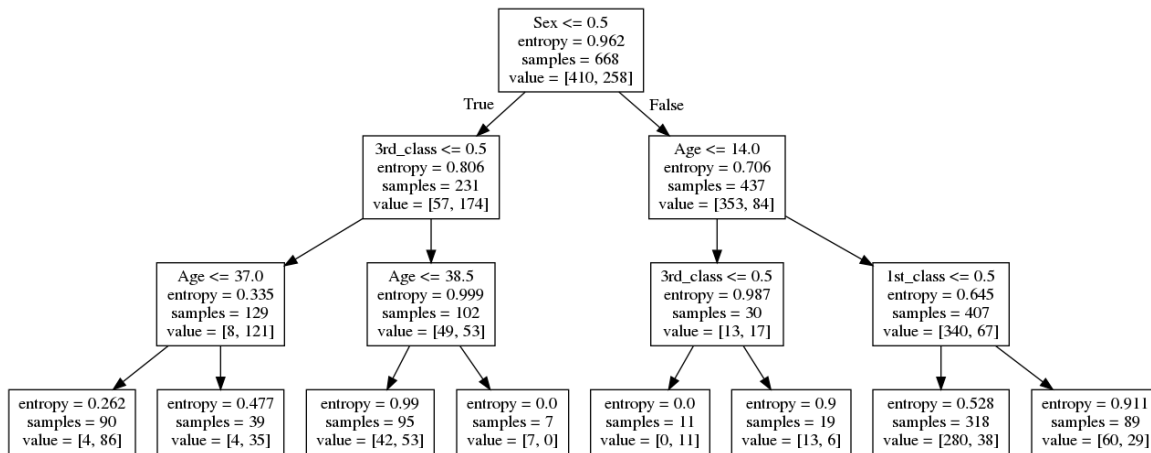 Sex <= 0.5
entropy = 0.962
samples = 668
value = [410, 258]
True
False
3rd_class <= 0.5
entropy = 0.806
samples = 231
value = [57, 174]
Age <= 14.0
entropy = 0.706
samples = 437
value = [353, 84]
Age <= 37.0
entropy = 0.335
samples = 129
value = [8, 121]
Age <= 38.5
entropy = 0.999
samples = 102
value = [49, 53]
3rd_class <= 0.5
entropy = 0.987
samples = 30
value = [13, 17]
1st_class <= 0.5
entropy = 0.645
samples = 407
value = [340, 67]
entropy = 0.262
samples = 90
value = [4, 86]
entropy = 0.477
samples = 39
value = [4, 35]
entropy = 0.99
samples = 95
value = [42, 53]
entropy = 0.0
samples = 7
value = [7, 0]
entropy = 0.0
samples = 11
value = [0, 11]
entropy = 0.9
samples = 19
value = [13, 6]
entropy = 0.528
samples = 318
value = [280, 38]
entropy = 0.911
samples = 89
value = [60, 29]